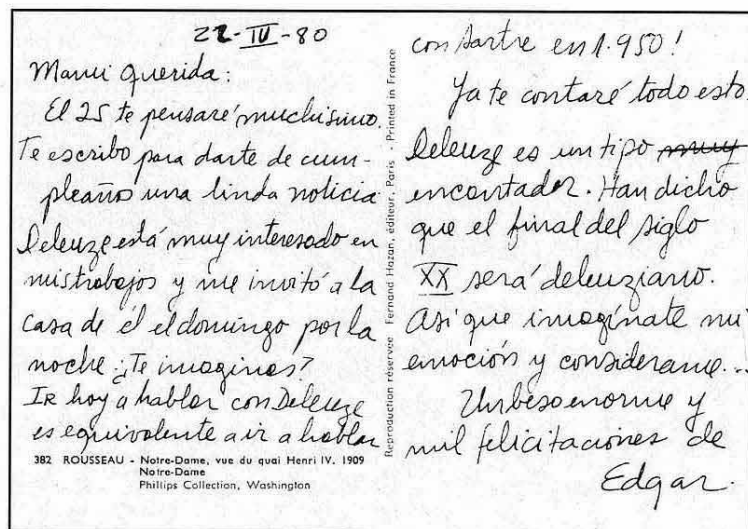 22-IV-80
Mami querida:
El 25 te pensaré muchísimo.
Te escribo para darte de cum-
pleaños una linda noticia
Deleuze está muy interesado en
mis trabajos y me invitó a la
casa de él el domingo por la
noche ¿Te imaginas?
IR hoy a hablar con Deleuze
es equivalente a ir a hablar
382 ROUSSEAU - Notre-Dame, vue du quai Henri IV. 1909
Notre-Dame
Phillips Collection, Washington
Reproduction réservée Fernand Hazan, éditeur, Paris - Printed in France
con Sartre en 1.950!
Ya te contaré todo esto.
Deleuze es un tipo muy
encantador. Han dicho
que el final del siglo
XX será deleuziano.
Así que imagínate mi
emoción y considerame...
Un beso enorme y
mil felicitaciones de
Edgar.